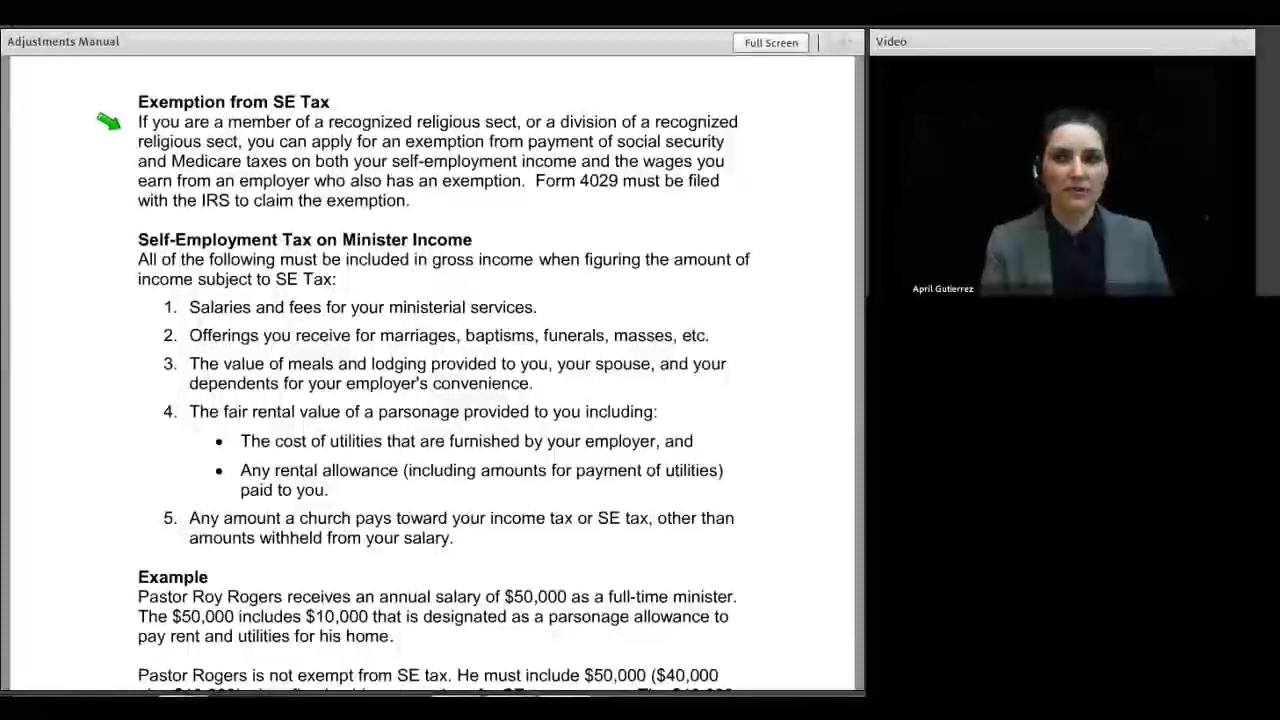 Adjustments Manual
Full Screen
Video
Exemption from SE Tax
If you are a member of a recognized religious sect, or a division of a recognized
religious sect, you can apply for an exemption from payment of social security
and Medicare taxes on both your self-employment income and the wages you
earn from an employer who also has an exemption. Form 4029 must be filed
with the IRS to claim the exemption.
Self-Employment Tax on Minister Income
All of the following must be included in gross income when figuring the amount of
income subject to SE Tax:
1. Salaries and fees for your ministerial services.
2. Offerings you receive for marriages, baptisms, funerals, masses, etc.
3. The value of meals and lodging provided to you, your spouse, and your
dependents for your employer's convenience.
4. The fair rental value of a parsonage provided to you including:
• The cost of utilities that are furnished by your employer, and
• Any rental allowance (including amounts for payment of utilities)
paid to you.
5. Any amount a church pays toward your income tax or SE tax, other than
amounts withheld from your salary.
Example
Pastor Roy Rogers receives an annual salary of $50,000 as a full-time minister.
The $50,000 includes $10,000 that is designated as a parsonage allowance to
pay rent and utilities for his home.
Pastor Rogers is not exempt from SE tax. He must include $50,000 ($40,000
April Gutierrez